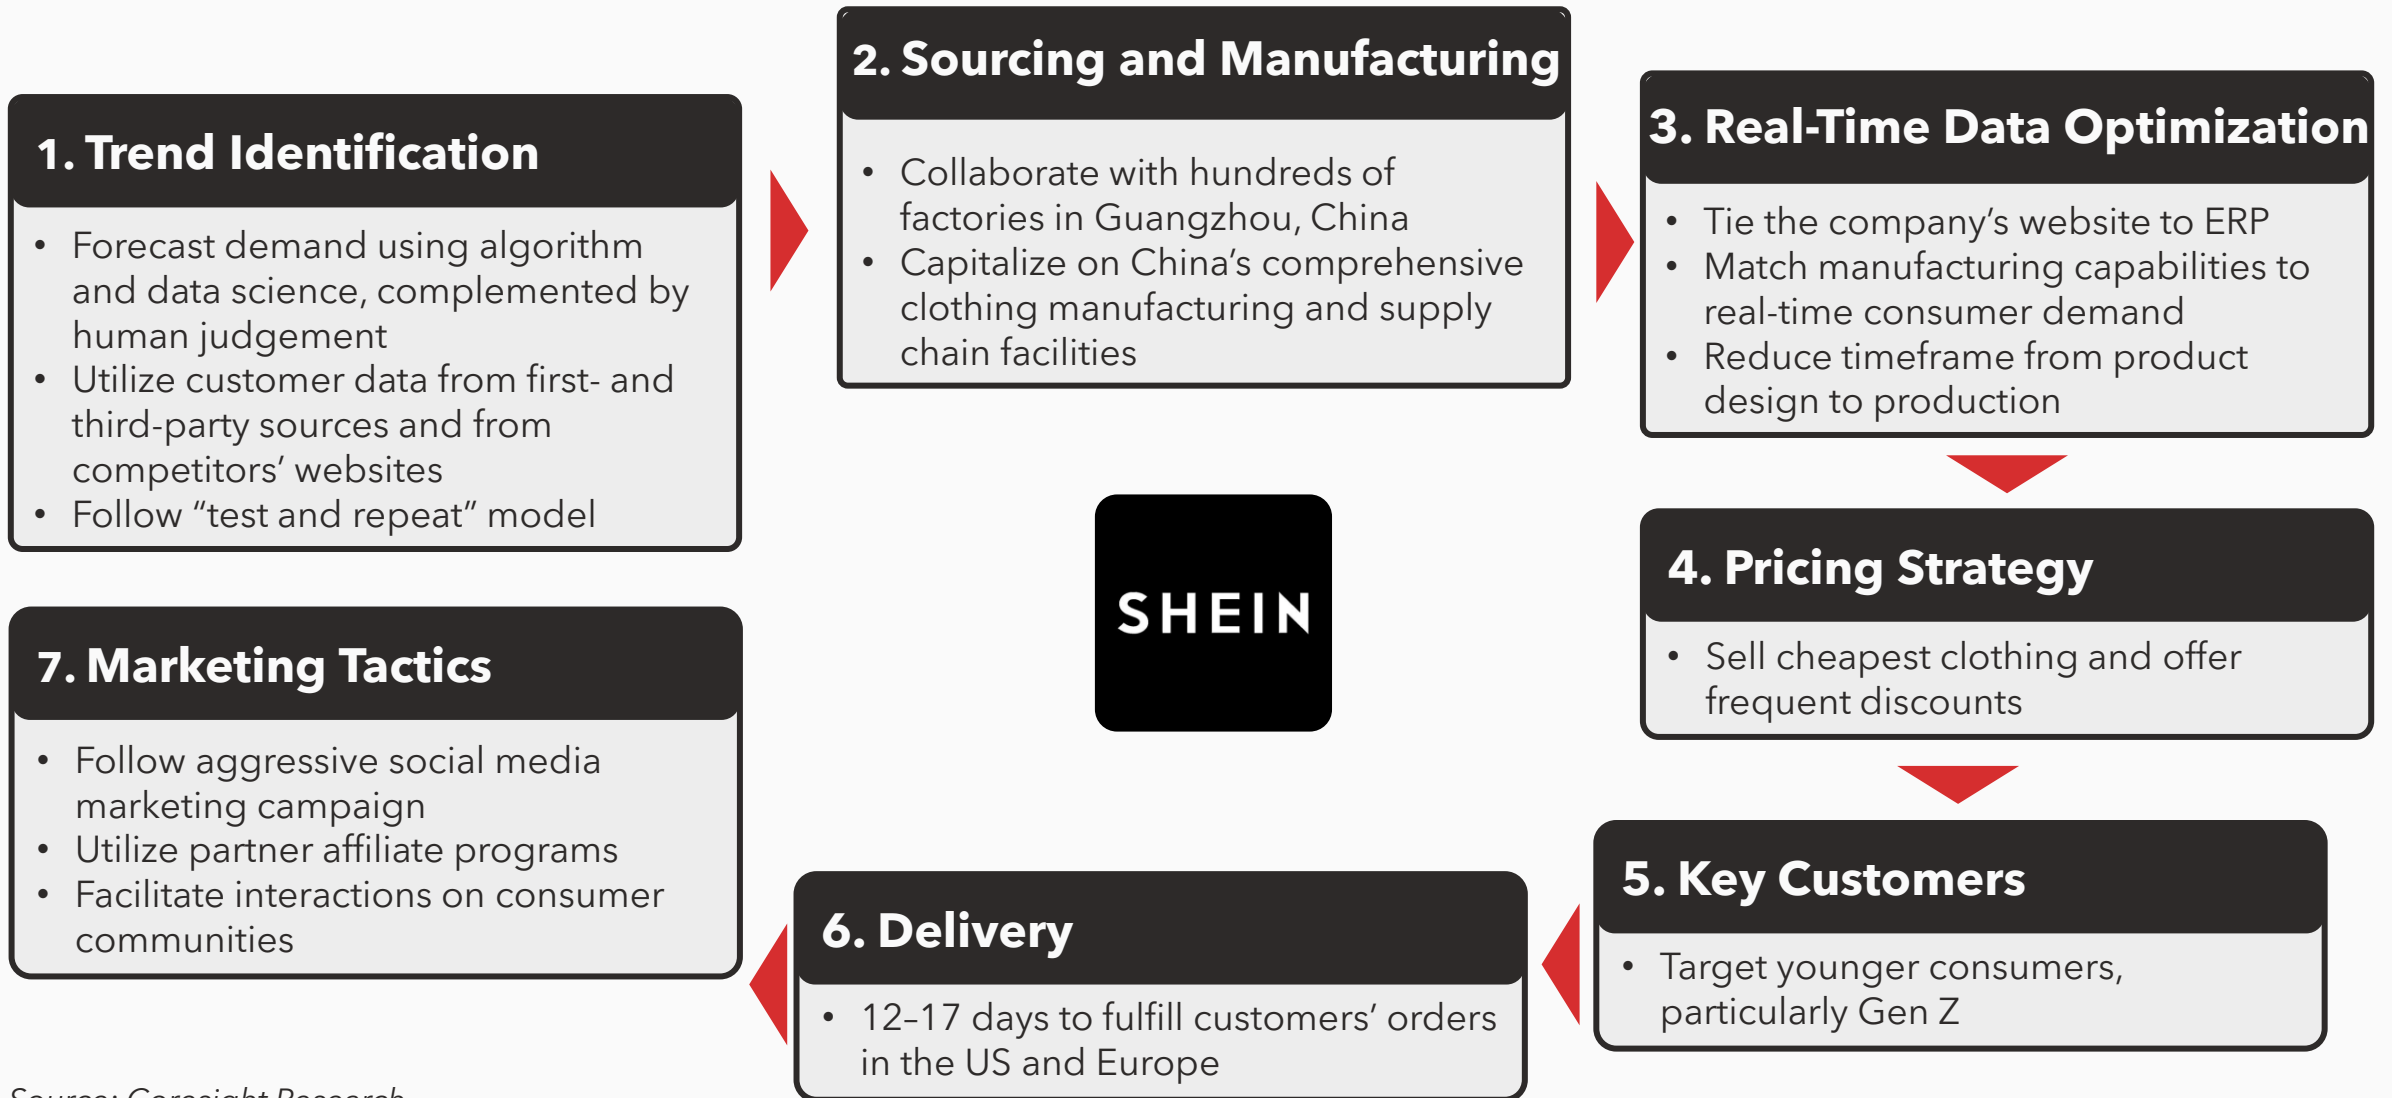 1. Trend Identification
• Forecast demand using algorithm
and data science, complemented by
human judgement
• Utilize customer data from first- and
third-party sources and from
competitors’ websites
• Follow “test and repeat” model
2. Sourcing and Manufacturing
• Collaborate with hundreds of
factories in Guangzhou, China
• Capitalize on China’s comprehensive
clothing manufacturing and supply
chain facilities
3. Real-Time Data Optimization
• Tie the company’s website to ERP
• Match manufacturing capabilities to
real-time consumer demand
• Reduce timeframe from product
design to production
SHEIN
4. Pricing Strategy
• Sell cheapest clothing and offer
frequent discounts
5. Key Customers
• Target younger consumers,
particularly Gen Z
6. Delivery
• 12–17 days to fulfill customers’ orders
in the US and Europe
7. Marketing Tactics
• Follow aggressive social media
marketing campaign
• Utilize partner affiliate programs
• Facilitate interactions on consumer
communities
Source: Coresight Research